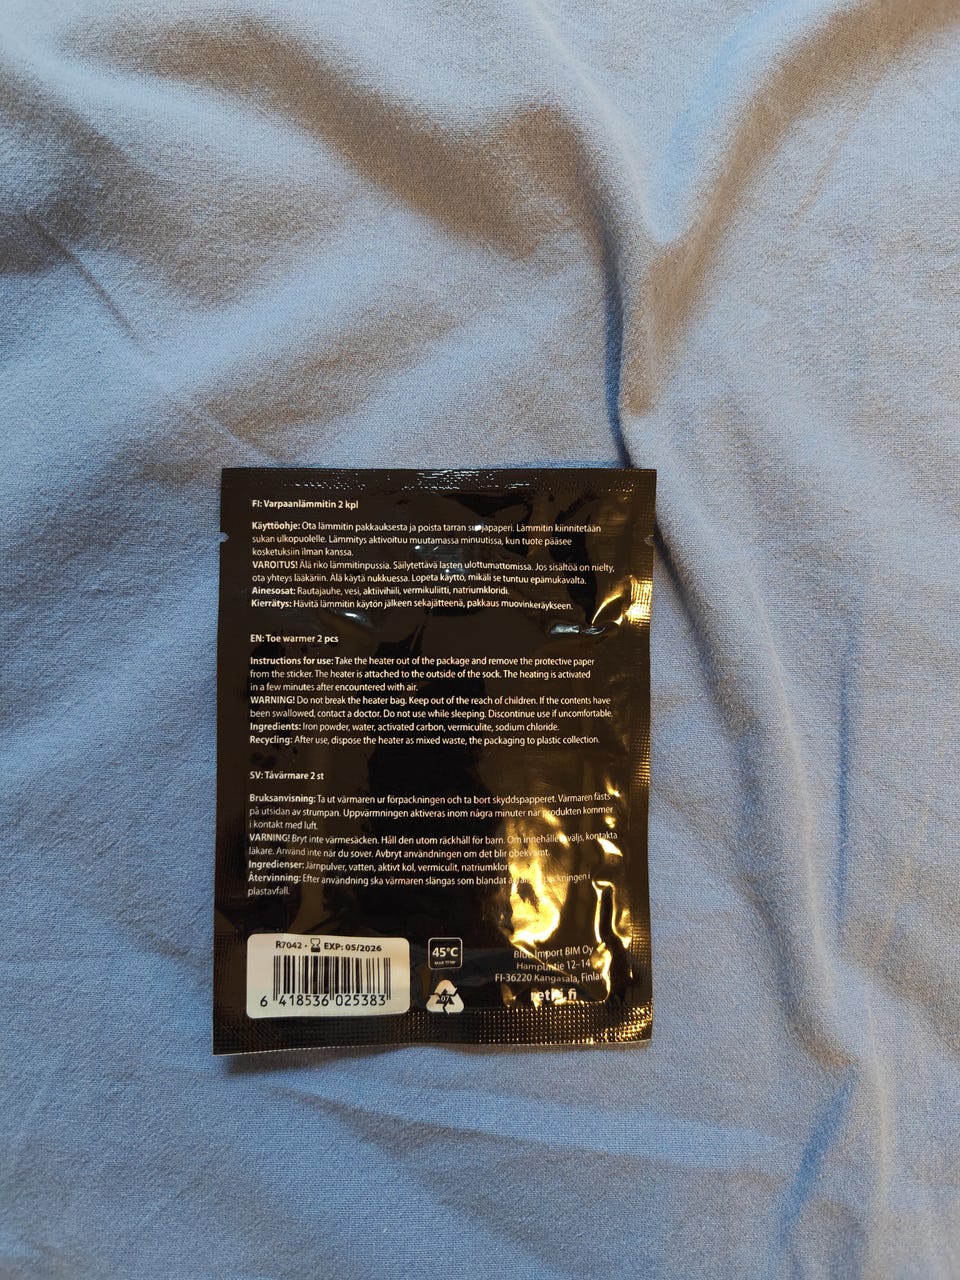 FI: Varpaanlämmitin 2 kpl
Käyttöohje: Ota lämmitin pakkauksesta ja poista tarran suojapaperi. Lämmitin kiinnitetään
sukan ulkopuolelle. Lämmitys aktivoituu muutamassa minuutissa, kun tuote pääsee
kosketuksiin ilman kanssa.
VAROITUS! Älä riko lämmitinpussia. Säilytettävä lasten ulottumattomissa. Jos sisältöä on nielty,
ota yhteys lääkäriin. Älä käytä nukkuessa. Lopeta käyttö, mikäli se tuntuu epämukavalta.
Ainesosat: Rautajauhe, vesi, aktiivihiili, vermikuliitti, natriumkloridi.
Kierrätys: Hävitä lämmitin käytön jälkeen sekajätteenä, pakkaus muovinkeräykseen.
EN: Toe warmer 2 pcs
Instructions for use: Take the heater out of the package and remove the protective paper
from the sticker. The heater is attached to the outside of the sock. The heating is activated
in a few minutes after encountered with air.
WARNING! Do not break the heater bag. Keep out of the reach of children. If the contents have
been swallowed, contact a doctor. Do not use while sleeping. Discontinue use if uncomfortable.
Ingredients: Iron powder, water, activated carbon, vermiculite, sodium chloride.
Recycling: After use, dispose the heater as mixed waste, the packaging to plastic collection.
SV: Tåvärmare 2 st
Bruksanvisning: Ta ut värmaren ur förpackningen och ta bort skyddspapperet. Värmaren fästs
på utsidan av strumpan. Uppvärmningen aktiveras inom några minuter när produkten kommer
i kontakt med luft.
VARNING! Bryt inte värmesäcken. Håll den utom räckhåll för barn. Om innehållet sväljs, kontakta
läkare. Använd inte när du sover. Avbryt användningen om det blir obekvämt.
Ingredienser: Järnpulver, vatten, aktivt kol, vermiculit,
Återvinning: Efter användning ska värmaren slängas som blandat i
plastavfall.
R7042 • EXP: 05/2026
6 418536 025383
45°C
MAX TEMP
07
Blue Import BIM Oy
Hampuntie 12-14
FI-36220 Kangasala, Finland
retki.fi